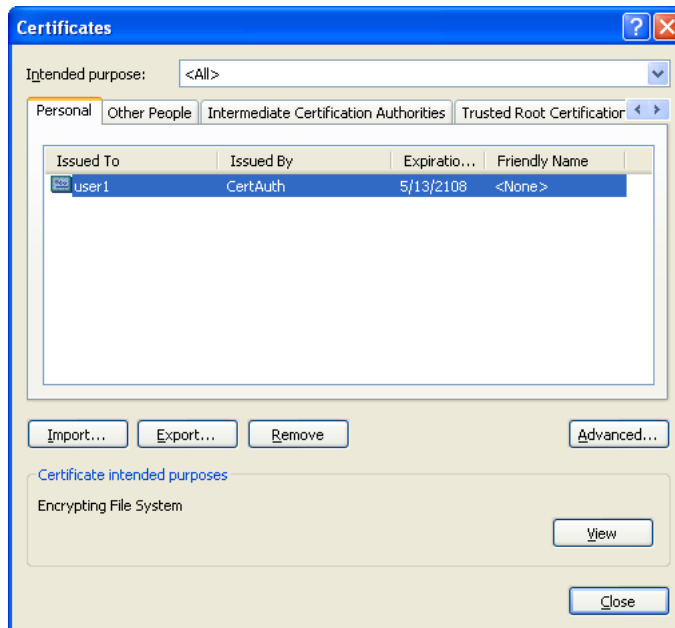 Certificates
Intended purpose: <All>
Personal Other People Intermediate Certification Authorities Trusted Root Certification
Issued To Issued By Expiratio... Friendly Name
user1 CertAuth 5/13/2108 <None>
Import... Export... Remove Advanced...
Certificate intended purposes
Encrypting File System
View
Close